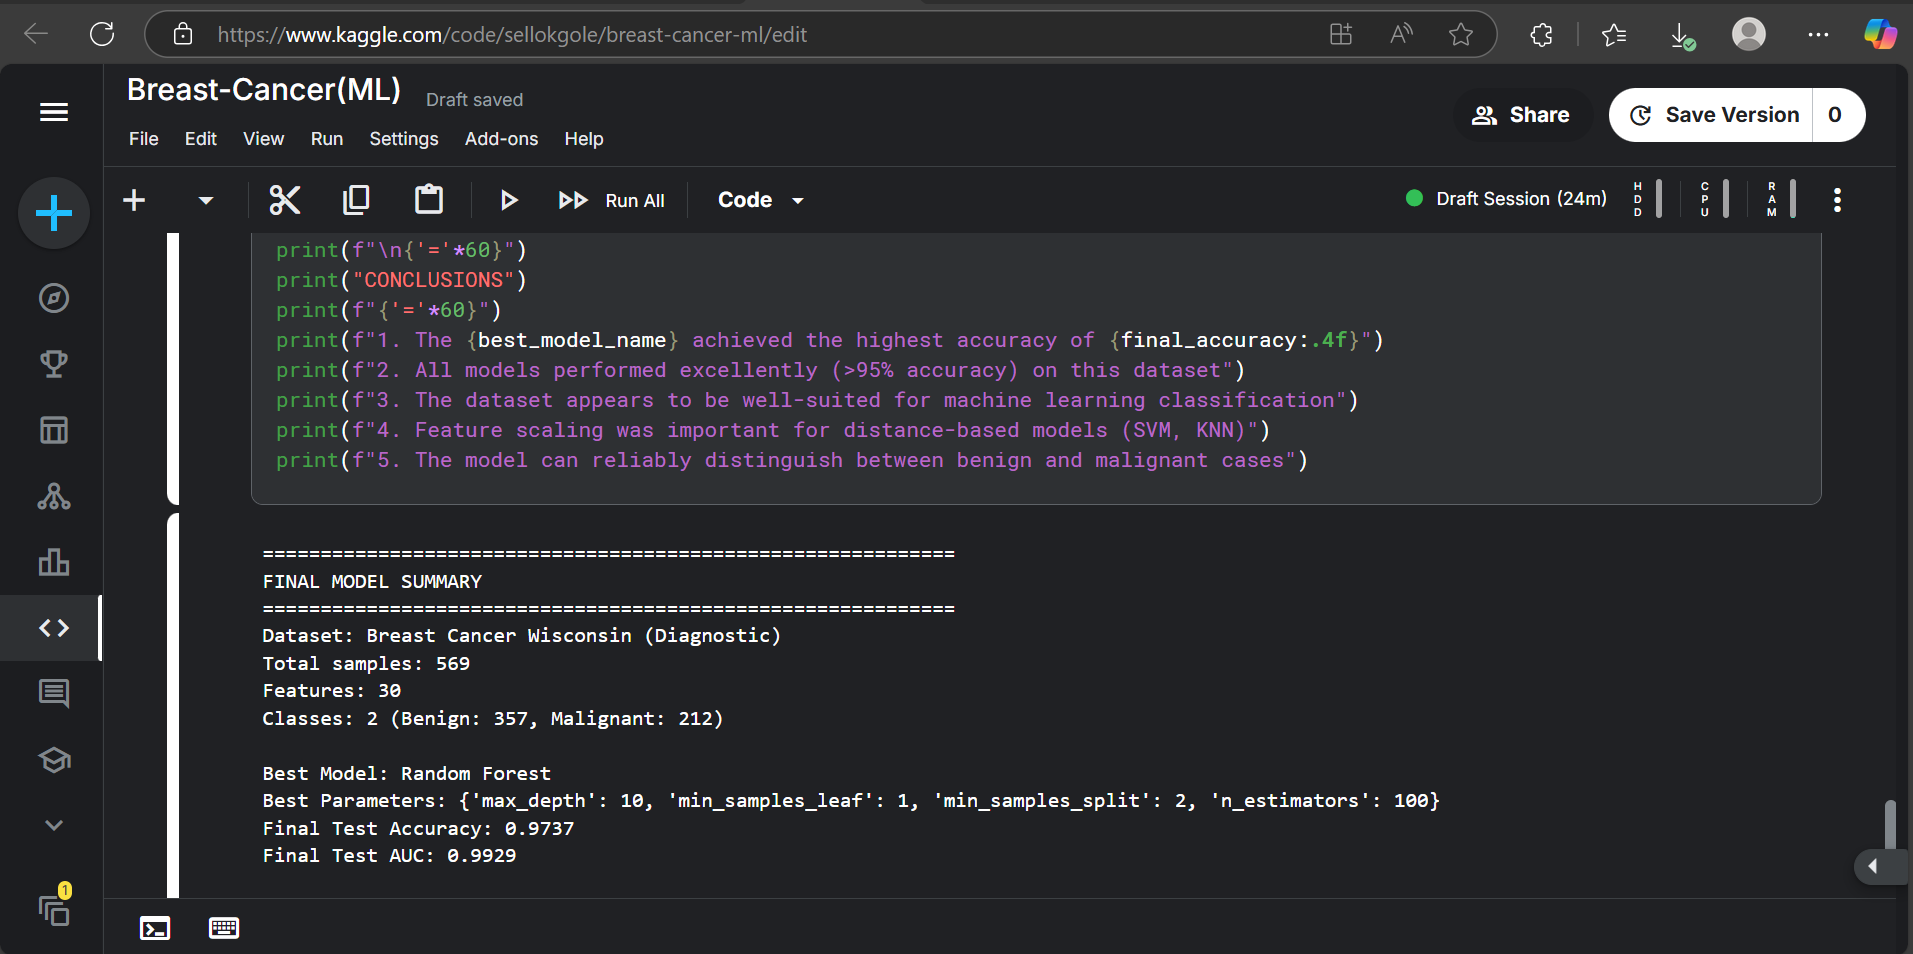 https://www.kaggle.com/code/sellokgole/breast-cancer-ml/edit
Breast-Cancer(ML) Draft saved
Share
Save Version 0
File Edit View Run Settings Add-ons Help
Run All
Code
Draft Session (24m)
HDD
CPU
RAM
print(f"\n{'='*60}")
print("CONCLUSIONS")
print(f"{'='*60}")
print(f"1. The {best_model_name} achieved the highest accuracy of {final_accuracy:.4f}")
print(f"2. All models performed excellently (>95% accuracy) on this dataset")
print(f"3. The dataset appears to be well-suited for machine learning classification")
print(f"4. Feature scaling was important for distance-based models (SVM, KNN)")
print(f"5. The model can reliably distinguish between benign and malignant cases")
============================================================
FINAL MODEL SUMMARY
============================================================
Dataset: Breast Cancer Wisconsin (Diagnostic)
Total samples: 569
Features: 30
Classes: 2 (Benign: 357, Malignant: 212)
Best Model: Random Forest
Best Parameters: {'max_depth': 10, 'min_samples_leaf': 1, 'min_samples_split': 2, 'n_estimators': 100}
Final Test Accuracy: 0.9737
Final Test AUC: 0.9929
1